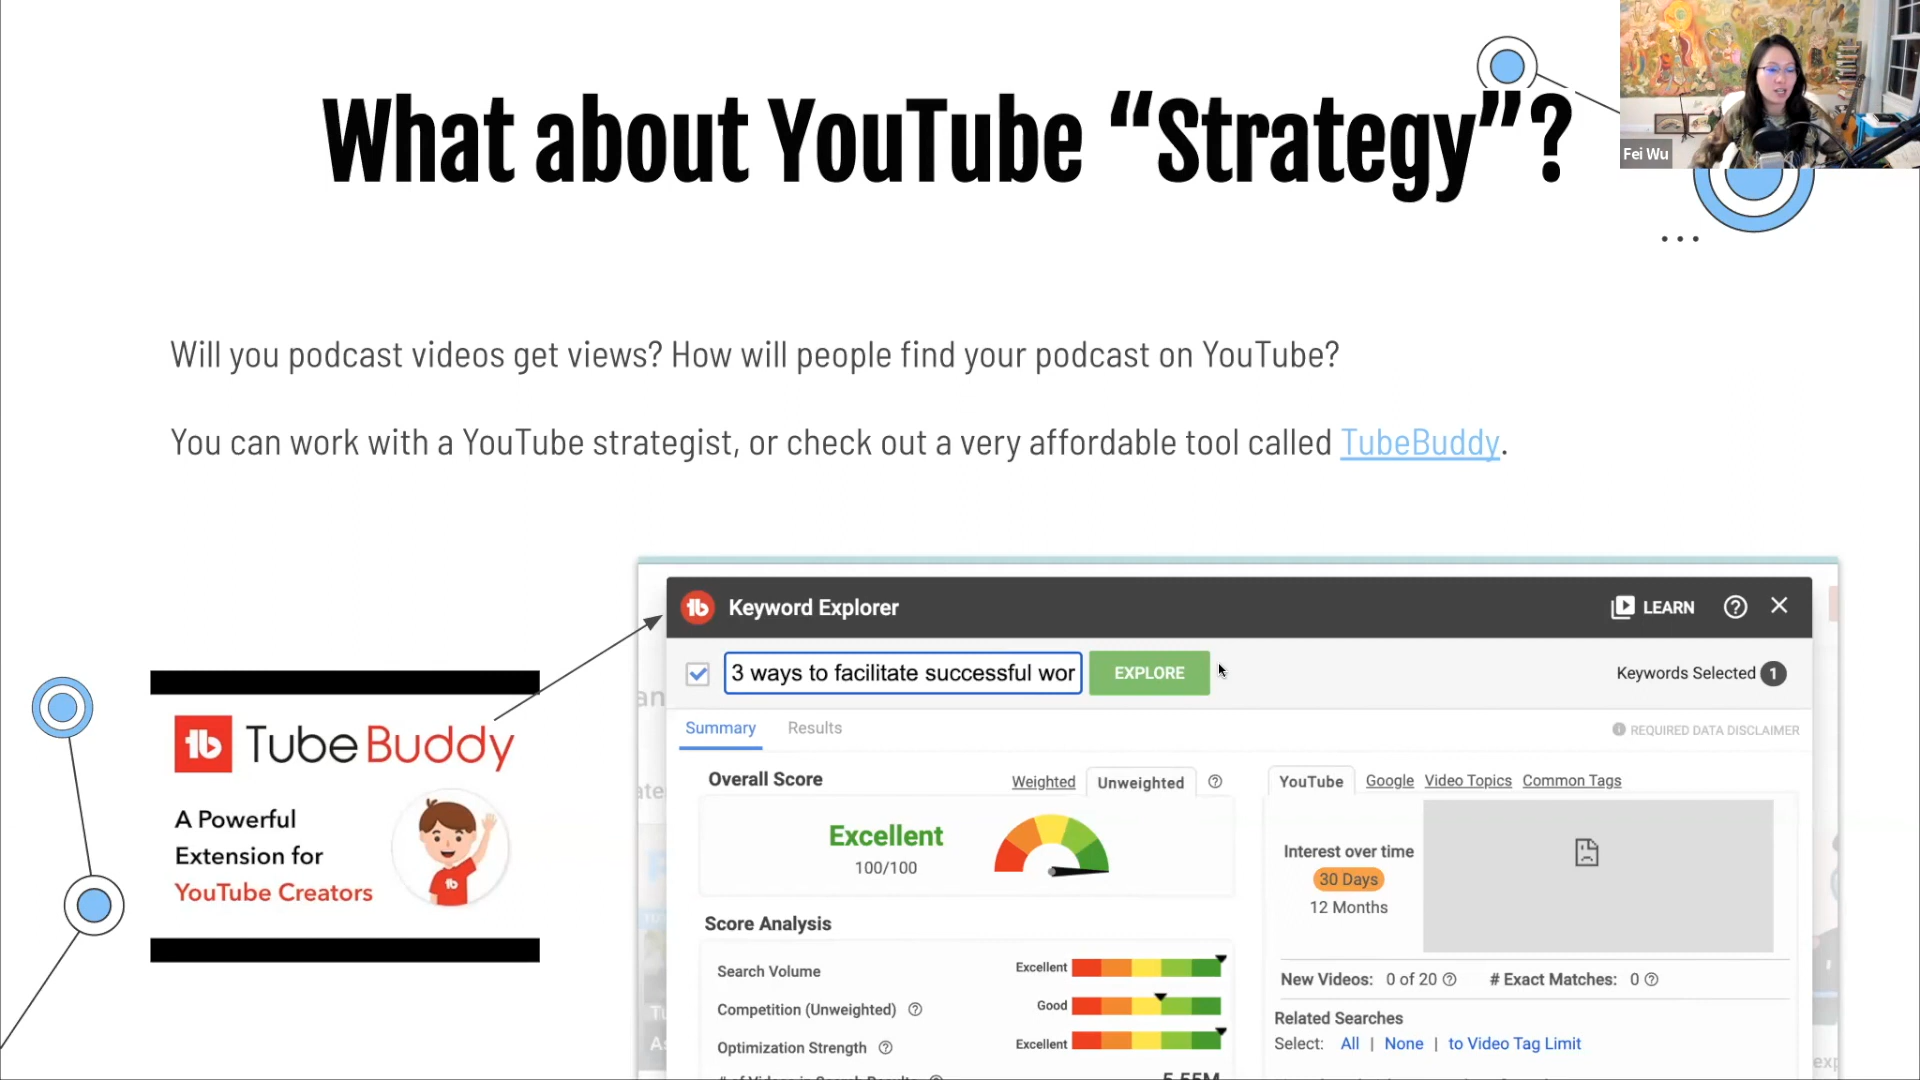 What about YouTube “Strategy”?
Fei Wu
Will you podcast videos get views? How will people find your podcast on YouTube?
You can work with a YouTube strategist, or check out a very affordable tool called TubeBuddy.
TubeBuddy
A Powerful
Extension for
YouTube Creators
Keyword Explorer
LEARN
3 ways to facilitate successful wor
EXPLORE
Keywords Selected 1
Summary Results
REQUIRED DATA DISCLAIMER
Overall Score
Weighted Unweighted
Excellent
100/100
Score Analysis
Search Volume Excellent
Competition (Unweighted) Good
Optimization Strength Excellent
YouTube Google Video Topics Common Tags
Interest over time
30 Days
12 Months
New Videos: 0 of 20 # Exact Matches: 0
Related Searches
Select: All | None | to Video Tag Limit